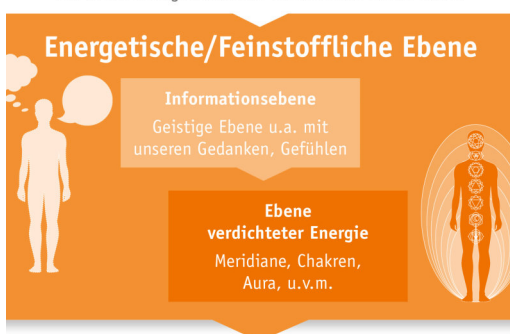 Energetische/Feinstoffliche Ebene
Informationsebene
Geistige Ebene u.a. mit
unseren Gedanken, Gefühlen
Ebene
verdichteter Energie
Meridiane, Chakren,
Aura, u.v.m.